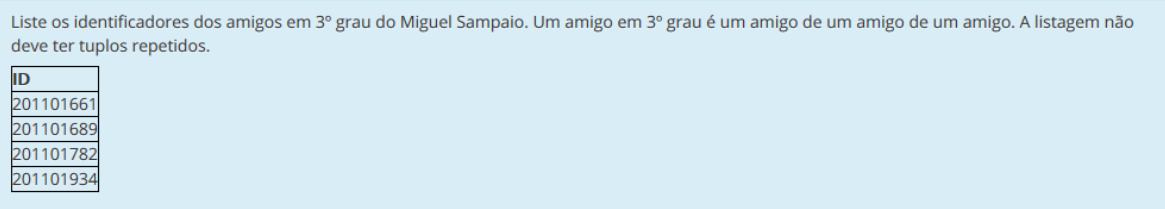 Liste os identificadores dos amigos em 3º grau do Miguel Sampaio. Um amigo em 3º grau é um amigo de um amigo de um amigo. A listagem não
deve ter tuplos repetidos.
ID
201101661
201101689
201101782
201101934